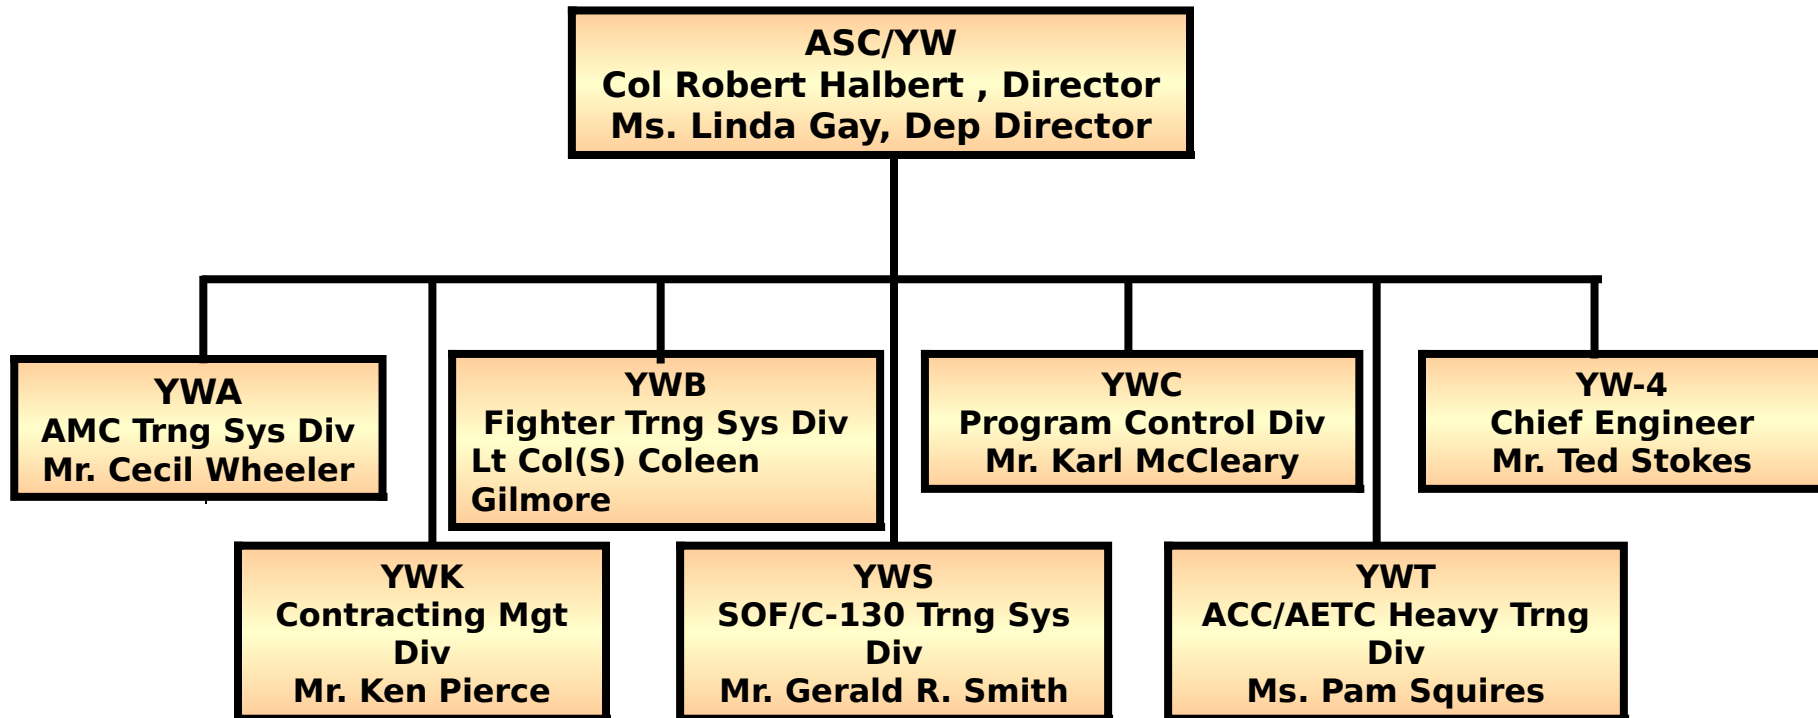 ASC/YW
Col Robert Halbert , Director
Ms. Linda Gay, Dep Director
YWA
AMC Trng Sys Div
Mr. Cecil Wheeler
YWB
Fighter Trng Sys Div
Lt Col(S) Coleen
Gilmore
YWC
Program Control Div
Mr. Karl McCleary
YW-4
Chief Engineer
Mr. Ted Stokes
YWK
Contracting Mgt
Div
Mr. Ken Pierce
YWS
SOF/C-130 Trng Sys
Div
Mr. Gerald R. Smith
YWT
ACC/AETC Heavy Trng
Div
Ms. Pam Squires